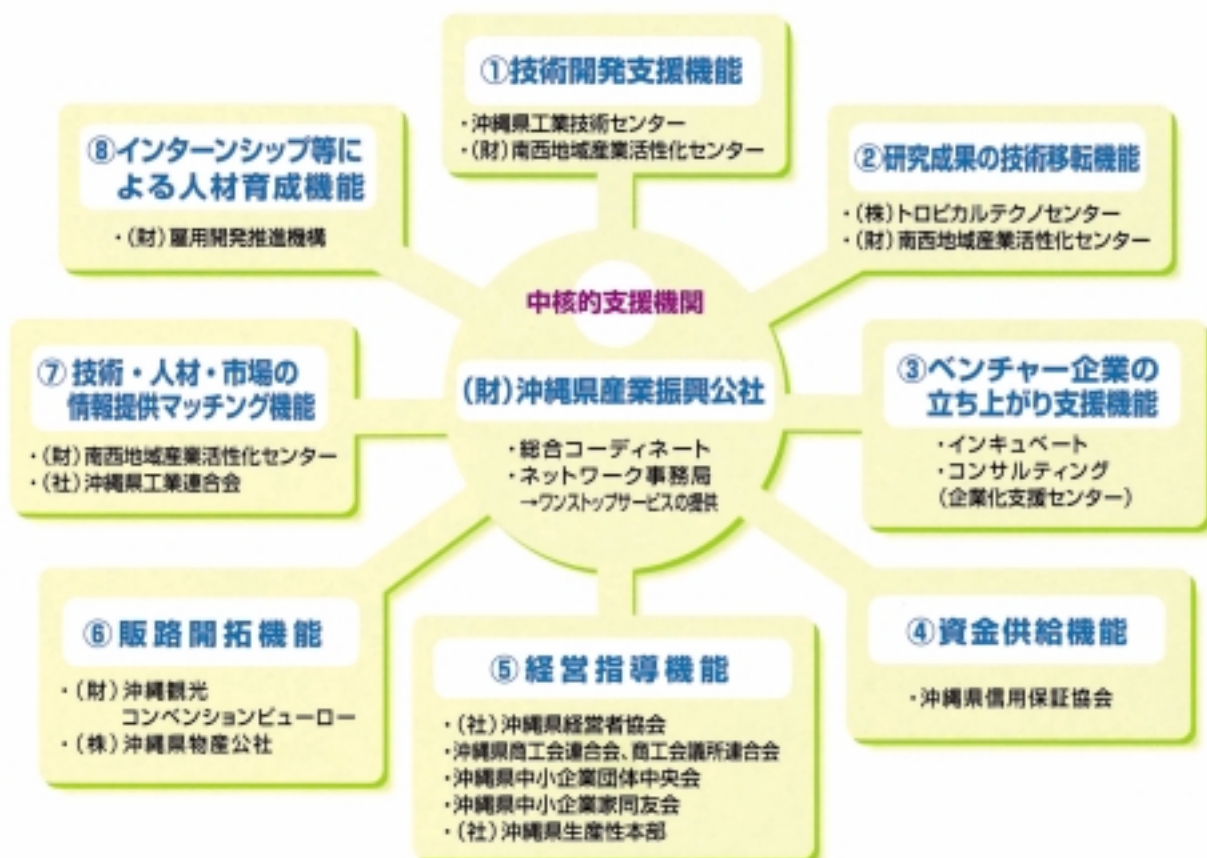 ①技術開発支援機能
・沖縄県工業技術センター
・(財)南西地域産業活性化センター
②研究成果の技術移転機能
・(株)トロピカルテクノセンター
・(財)南西地域産業活性化センター
③ベンチャー企業の
立ち上がり支援機能
・インキュベート
・コンサルティング
(企業化支援センター)
④資金供給機能
・沖縄県信用保証協会
⑤経営指導機能
・(社)沖縄県経営者協会
・沖縄県商工会連合会、商工会議所連合会
・沖縄県中小企業団体中央会
・沖縄県中小企業家同友会
・(社)沖縄県生産性本部
⑥販路開拓機能
・(財)沖縄観光
コンベンションビューロー
・(株)沖縄県物産公社
⑦技術・人材・市場の
情報提供マッチング機能
・(財)南西地域産業活性化センター
・(社)沖縄県工業連合会
⑧インターンシップ等に
よる人材育成機能
・(財)雇用開発推進機構
中核的支援機関
(財)沖縄県産業振興公社
・総合コーディネート
・ネットワーク事務局
→ワンストップサービスの提供